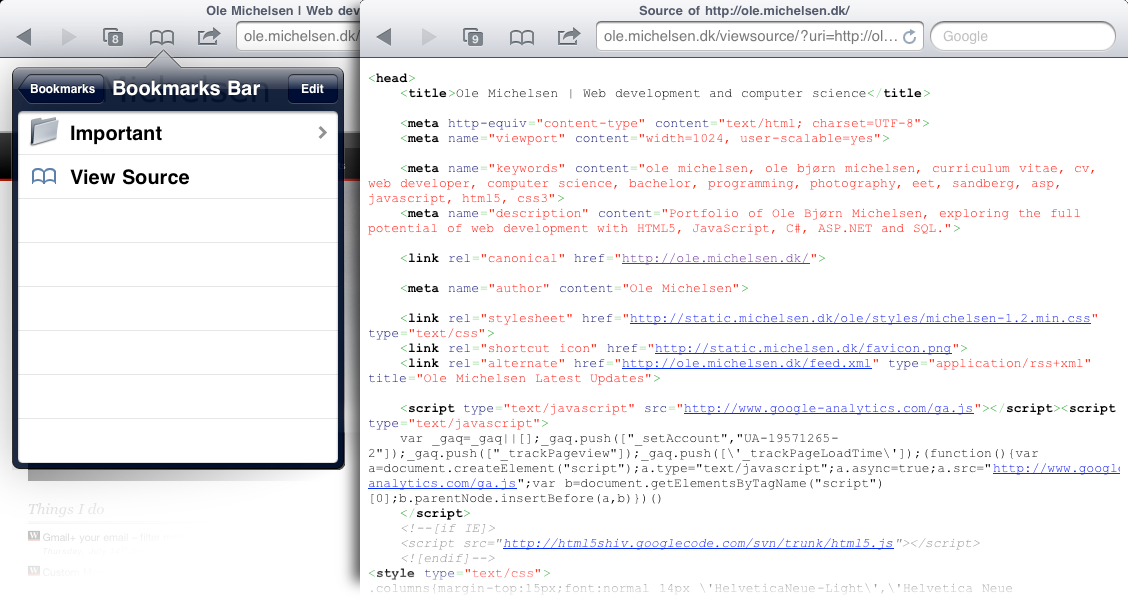 Ole Michelsen | Web dev
8
ole.michelsen.dk/
Bookmarks
Bookmarks Bar
Edit
Important
View Source
Things I do
Gmail+ your email –
Source of http://ole.michelsen.dk/
9
ole.michelsen.dk/viewsource/?uri=http://ol...
Google
<head>
<title>Ole Michelsen | Web development and computer science</title>
<meta http-equiv="content-type" content="text/html; charset=UTF-8">
<meta name="viewport" content="width=1024, user-scalable=yes">
<meta name="keywords" content="ole michelsen, ole bjørn michelsen, curriculum vitae, cv,
web developer, computer science, bachelor, programming, photography, eet, sandberg, asp,
javascript, html5, css3">
<meta name="description" content="Portfolio of Ole Bjørn Michelsen, exploring the full
potential of web development with HTML5, JavaScript, C#, ASP.NET and SQL.">
<link rel="canonical" href="http://ole.michelsen.dk/">
<meta name="author" content="Ole Michelsen">
<link rel="stylesheet" href="http://static.michelsen.dk/ole/styles/michelsen-1.2.min.css"
type="text/css">
<link rel="shortcut icon" href="http://static.michelsen.dk/favicon.png">
<link rel="alternate" href="http://ole.michelsen.dk/feed.xml" type="application/rss+xml"
title="Ole Michelsen Latest Updates">
<script type="text/javascript" src="http://www.google-analytics.com/ga.js"></script><script
type="text/javascript">
var _gaq=_gaq||[];_gaq.push(["_setAccount","UA-19571265-
2"]);_gaq.push(["_trackPageview"]);_gaq.push([\'_trackPageLoadTime\']);(function(){var
a=document.createElement("script");a.type="text/javascript";a.async=true;a.src="http://www.google
analytics.com/ga.js";var b=document.getElementsByTagName("script")
[0];b.parentNode.insertBefore(a,b)})()
</script>
<!--[if IE]>
<script src="http://html5shiv.googlecode.com/svn/trunk/html5.js"></script>
<![endif]-->
<style type="text/css">
.columns{margin-top:15px;font:normal 14px \'HelveticaNeue-Light\',\'Helvetica Neue